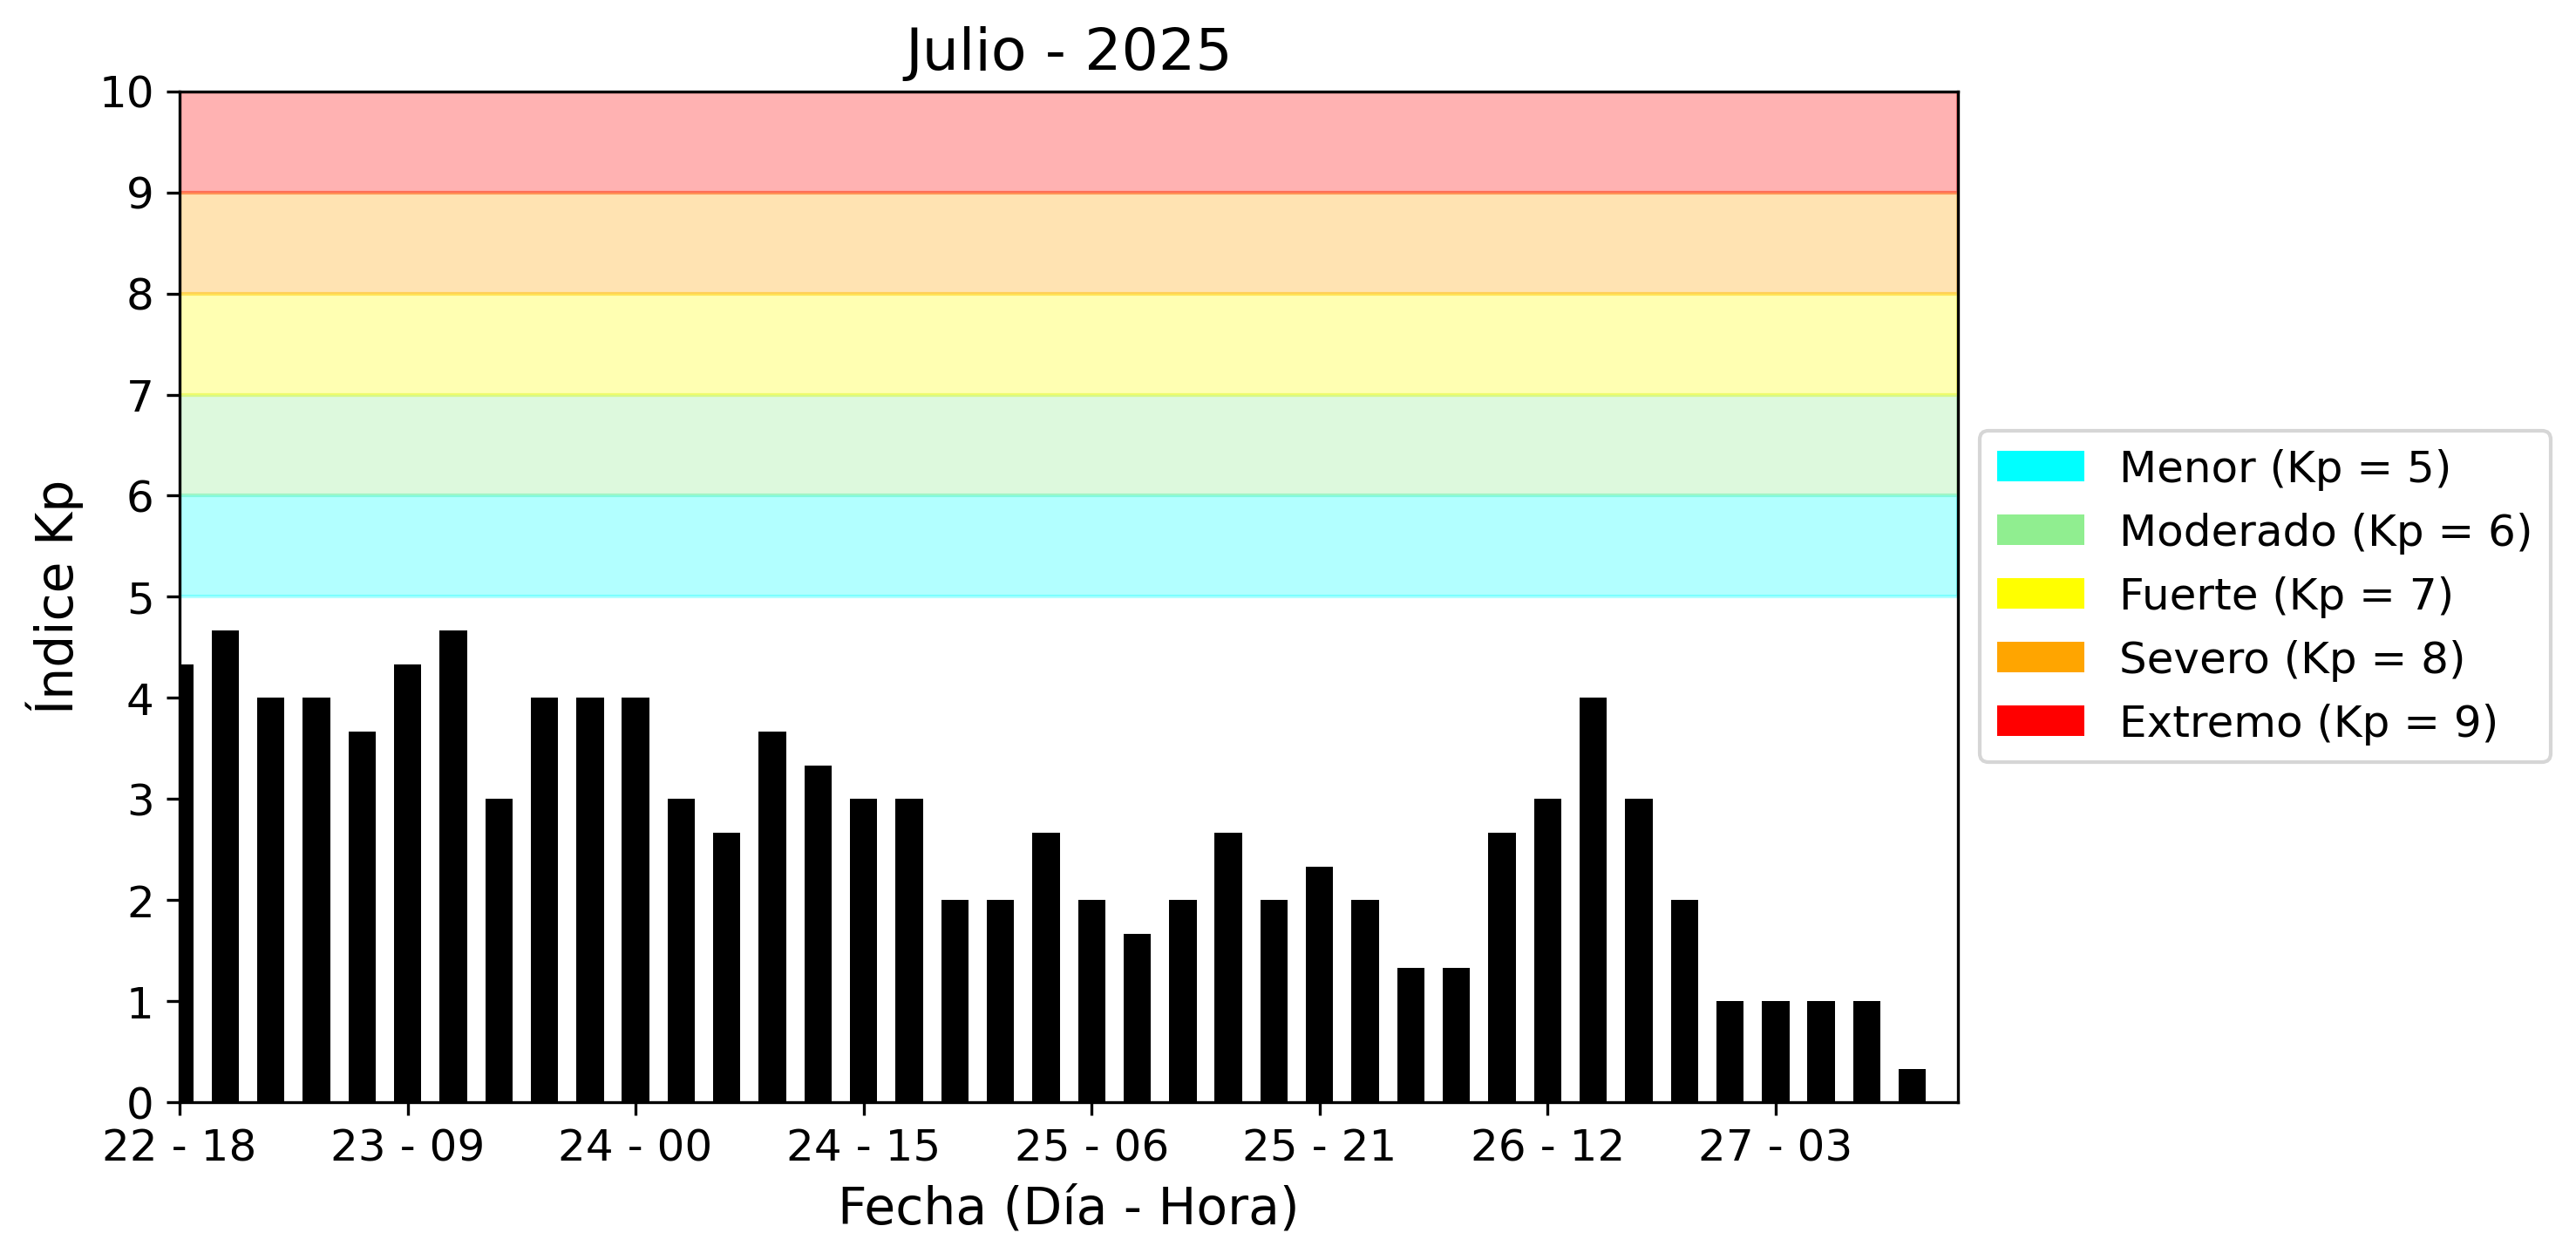 Julio - 2025
10
9
8
7
6
5
4
3
2
1
0
Índice Kp
22 - 18
23 - 09
24 - 00
24 - 15
25 - 06
25 - 21
26 - 12
27 - 03
Fecha (Día - Hora)
Menor (Kp = 5)
Moderado (Kp = 6)
Fuerte (Kp = 7)
Severo (Kp = 8)
Extremo (Kp = 9)